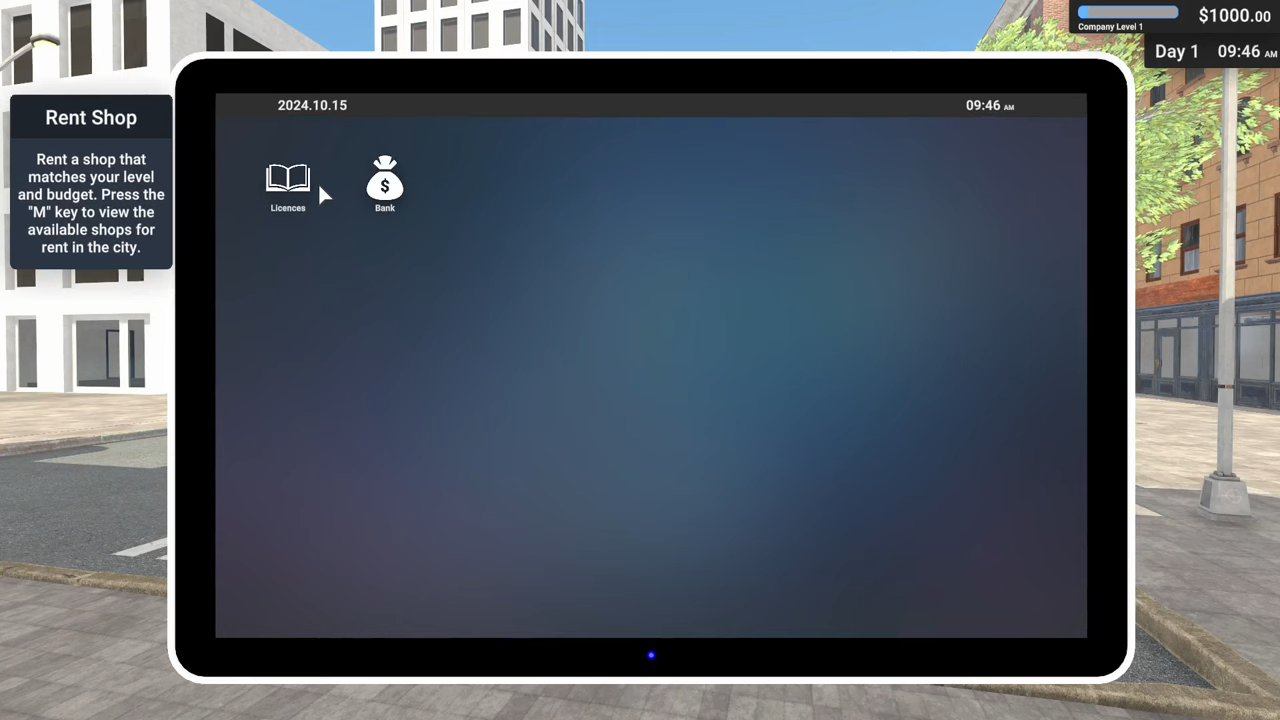 Company Level 1
$1000.00
Day 1 09:46 AM
2024.10.15
09:46 AM
Rent Shop
Rent a shop that
matches your level
and budget. Press the
"M" key to view the
available shops for
rent in the city.
$
Licences
Bank